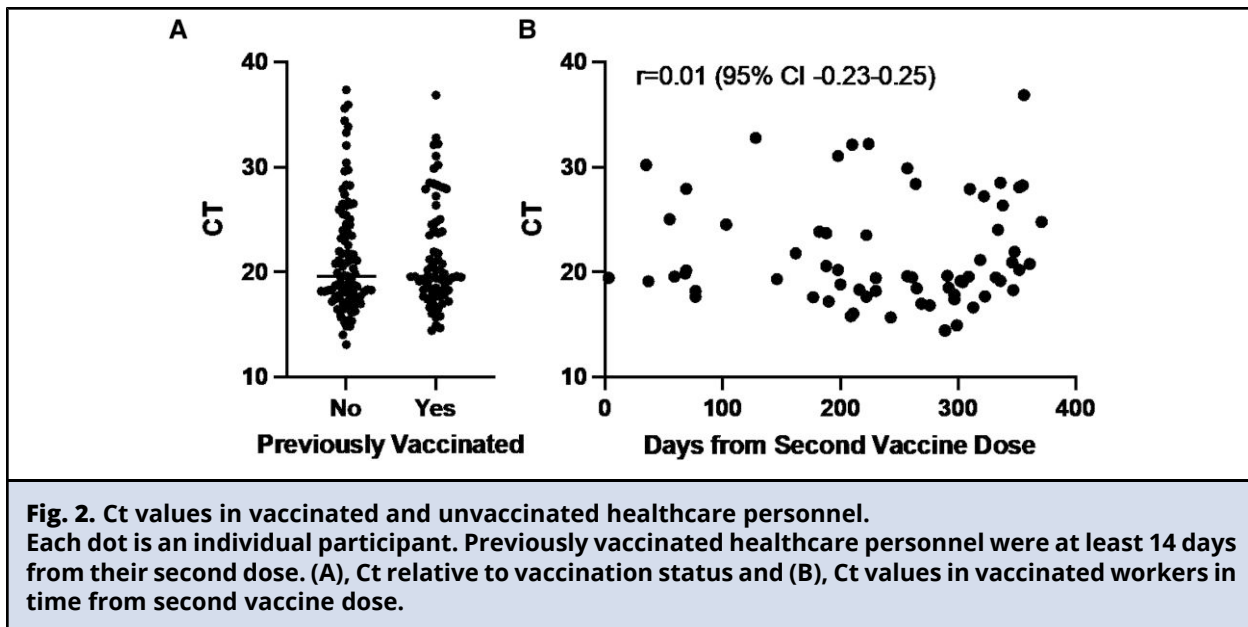 A
B
40
30
20
10
CT
No
Yes
Previously Vaccinated
40
30
20
10
CT
r=0.01 (95% CI -0.23-0.25)
0
100
200
300
400
Days from Second Vaccine Dose
Fig. 2. Ct values in vaccinated and unvaccinated healthcare personnel.
Each dot is an individual participant. Previously vaccinated healthcare personnel were at least 14 days
from their second dose. (A), Ct relative to vaccination status and (B), Ct values in vaccinated workers in
time from second vaccine dose.